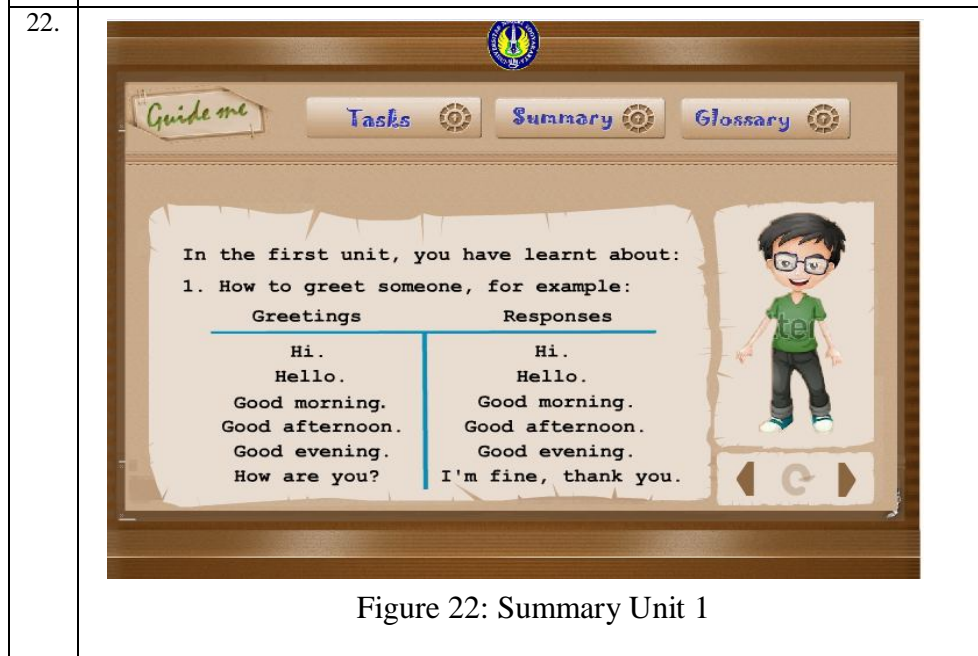 22.
Guide me
Tasks
Summary
Glossary
In the first unit, you have learnt about:
1. How to greet someone, for example:
Greetings Responses
Hi. Hi.
Hello. Hello.
Good morning. Good morning.
Good afternoon. Good afternoon.
Good evening. Good evening.
How are you? I'm fine, thank you.
Figure 22: Summary Unit 1